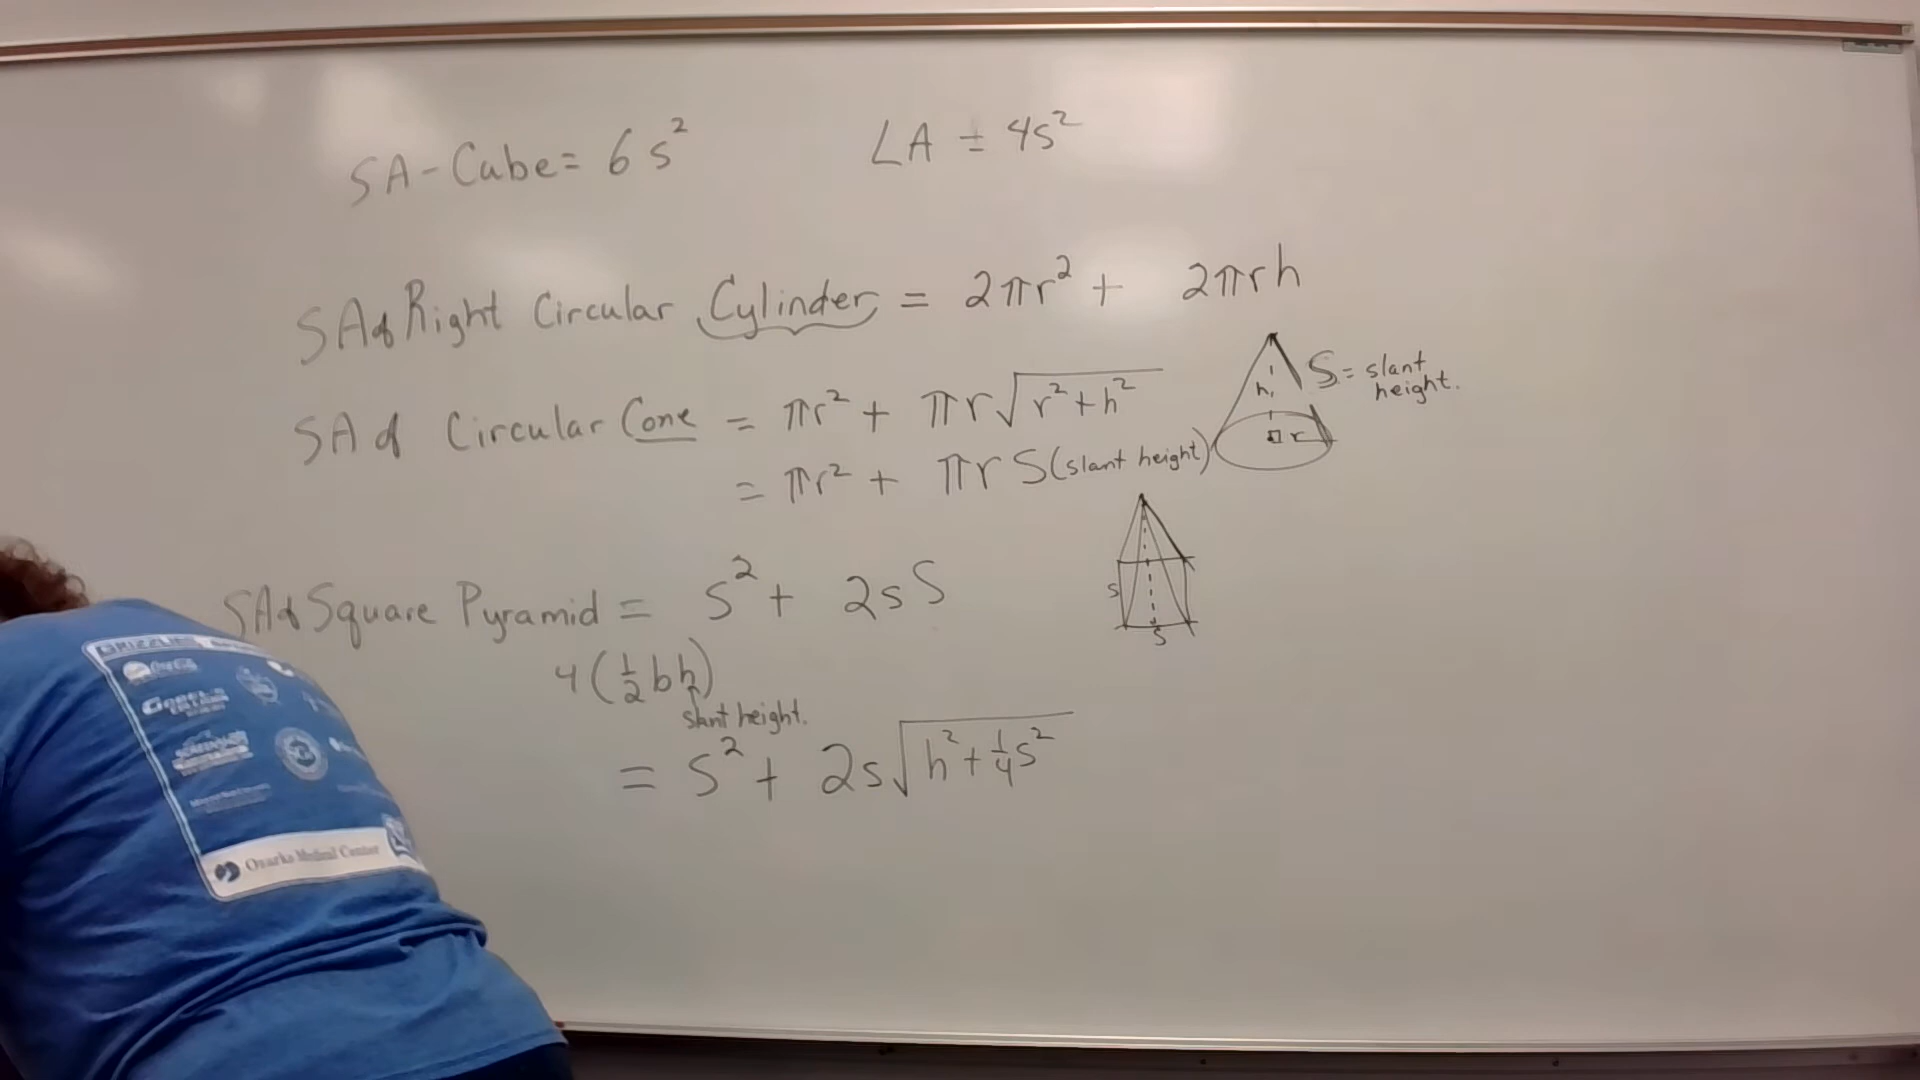 SA-Cube = 6s²
LA = 4s²
SA of Right Circular Cylinder = 2πr² + 2πrh
SA of Circular Cone = πr² + πr√(r²+h²)
= πr² + πr S (slant height)
h
r
S = slant
height.
SA of Square Pyramid = s² + 2sS
s
s
4(½bh)
slant height.
= s² + 2s√(h²+¼s²)
GRIZZLIES
Ozarks Medical Center